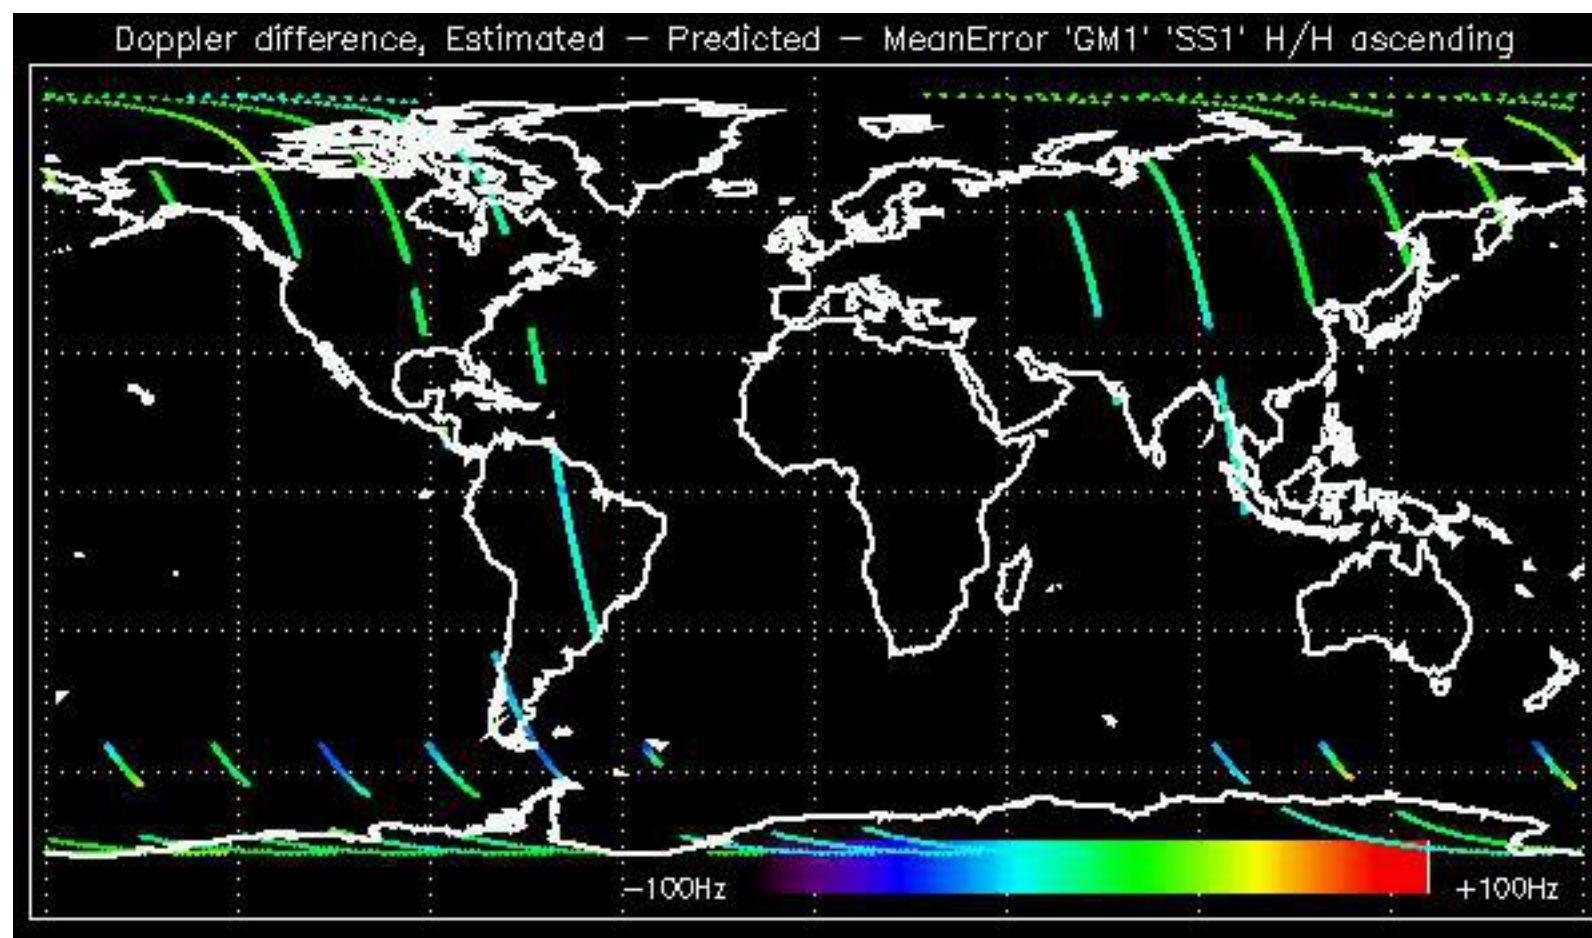 Doppler difference, Estimated - Predicted - MeanError 'GM1' 'SS1' H/H ascending
-100Hz +100Hz